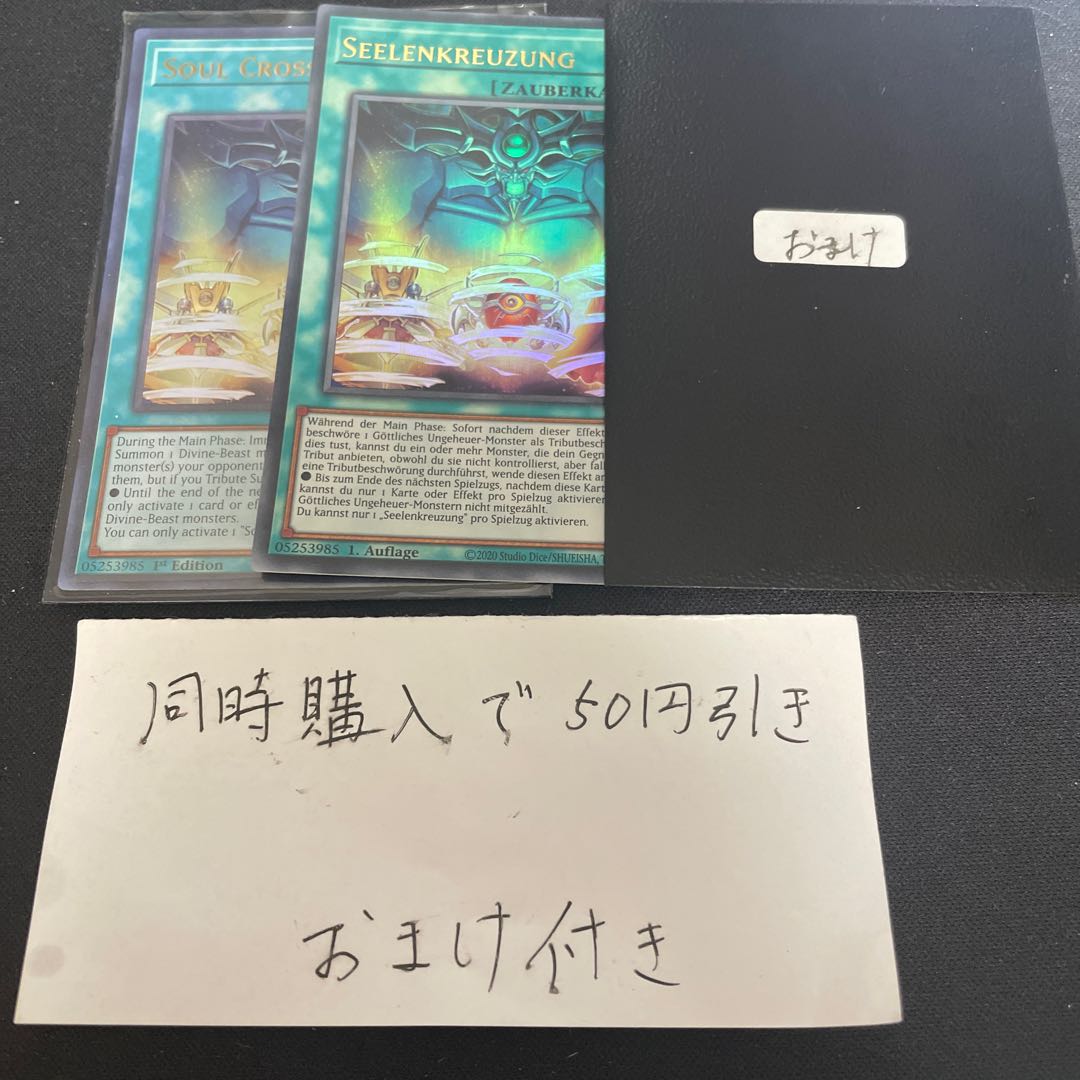 SOUL CROSS
During the Main Phase: Imm
Summon 1 Divine-Beast m
monster(s) your opponent
them, but if you Tribute Su
● Until the end of the ne
only activate 1 card or ef
Divine-Beast monsters.
You can only activate 1 "So
05253985 1st Edition
SEELENKREUZUNG
[ZAUBERKA
Während der Main Phase: Sofort nachdem dieser Effekt
beschwöre 1 Göttliches Ungeheuer-Monster als Tributbesch
dies tust, kannst du ein oder mehr Monster, die dein Gegn
Tribut anbieten, obwohl du sie nicht kontrollierst, aber fal
eine Tributbeschwörung durchführst, wende diesen Effekt an
● Bis zum Ende des nächsten Spielzugs, nachdem diese Kart
kannst du nur 1 Karte oder Effekt pro Spielzug aktivieren
Göttlichen Ungeheuer-Monstern nicht mitgezählt.
Du kannst nur 1 „Seelenkreuzung" pro Spielzug aktivieren.
05253985 1. Auflage ©2020 Studio Dice/SHUEISHA, T
おまけ
同時購入で50円引き
おまけ付き